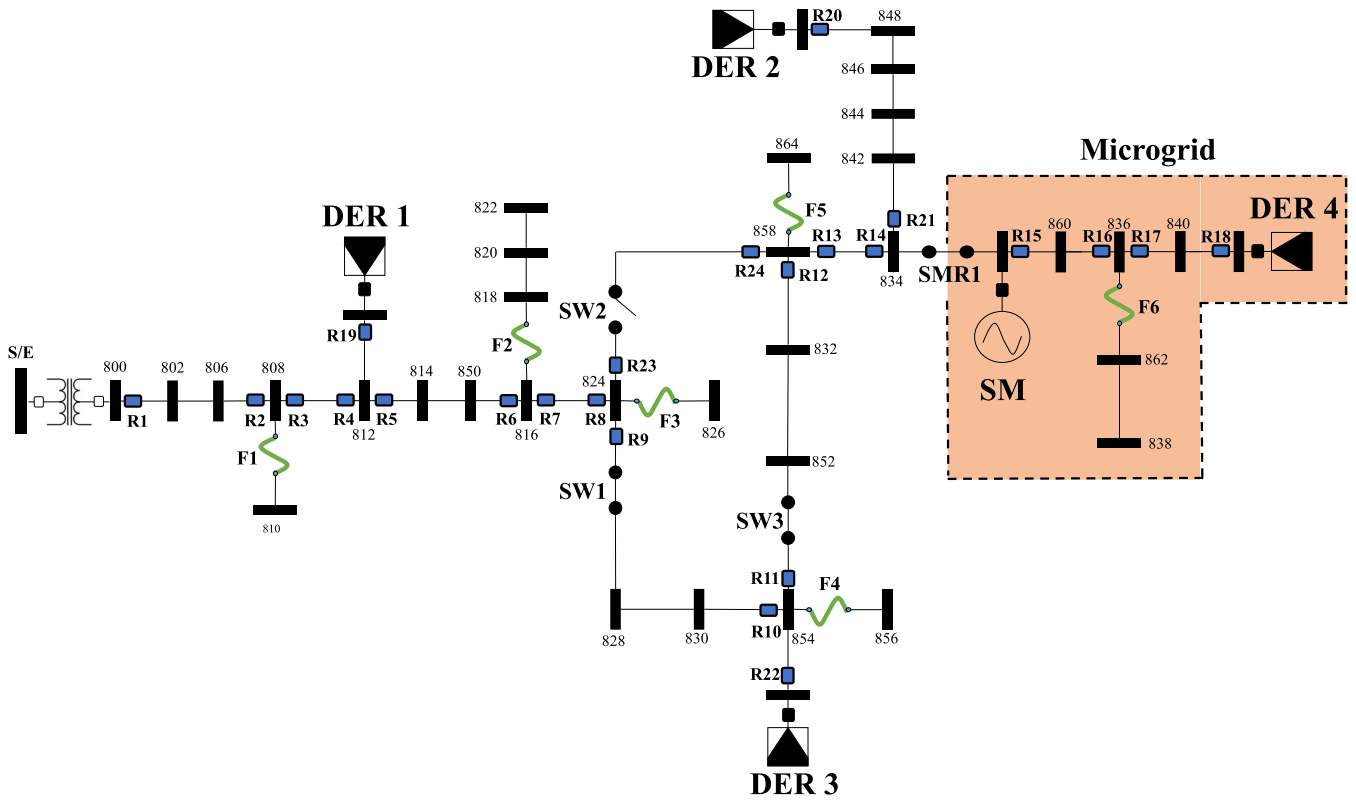 R20
848
DER 2
846
844
864
842
Microgrid
822
DER 1
F5
858
R13
R14
R21
R15
860
836
R16
R17
840
R18
DER 4
820
R24
R12
834
SMR1
818
SW2
F6
R19
F2
832
SM
862
S/E
800
802
806
808
814
850
R23
824
R1
R2
R3
R4
R5
R6
R7
R8
F3
812
816
826
R9
838
F1
852
SW1
SW3
810
R11
F4
R10
828
830
854
856
R22
DER 3